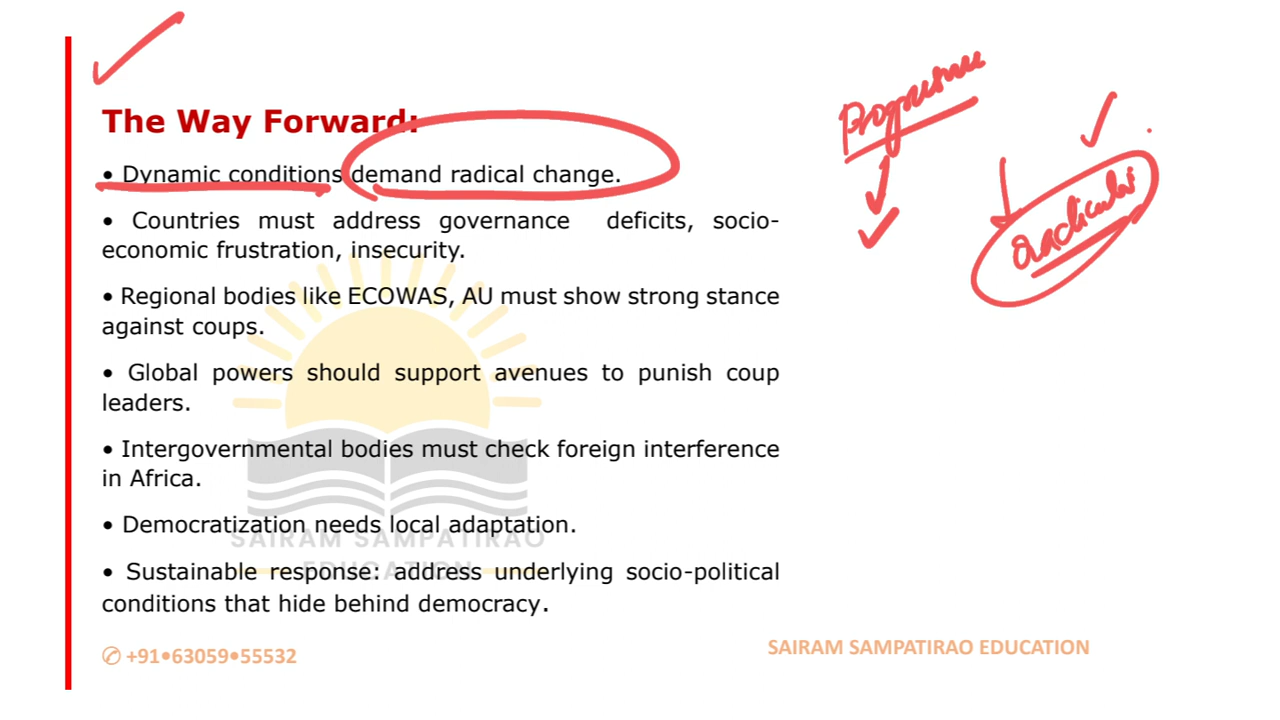 The Way Forward:
• Dynamic conditions demand radical change.
• Countries must address governance deficits, socio-
economic frustration, insecurity.
• Regional bodies like ECOWAS, AU must show strong stance
against coups.
• Global powers should support avenues to punish coup
leaders.
• Intergovernmental bodies must check foreign interference
in Africa.
• Democratization needs local adaptation.
SAIRAM SAMPATIRAO
EDUCATION
• Sustainable response: address underlying socio-political
conditions that hide behind democracy.
✆ +91•63059•55532
SAIRAM SAMPATIRAO EDUCATION